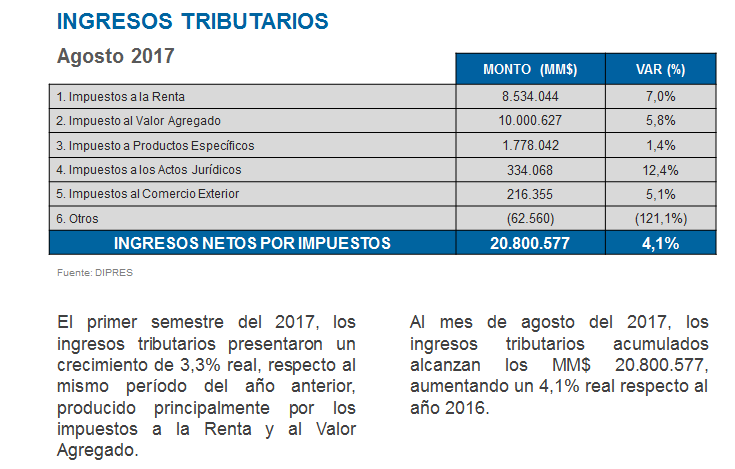 INGRESOS TRIBUTARIOS
Agosto 2017
MONTO (MM$) VAR (%)
1. Impuestos a la Renta 8.534.044 7,0%
2. Impuesto al Valor Agregado 10.000.627 5,8%
3. Impuesto a Productos Específicos 1.778.042 1,4%
4. Impuestos a los Actos Jurídicos 334.068 12,4%
5. Impuestos al Comercio Exterior 216.355 5,1%
6. Otros (62.560) (121,1%)
INGRESOS NETOS POR IMPUESTOS 20.800.577 4,1%
Fuente: DIPRES
El primer semestre del 2017, los
ingresos tributarios presentaron un
crecimiento de 3,3% real, respecto al
mismo período del año anterior,
producido principalmente por los
impuestos a la Renta y al Valor
Agregado.
Al mes de agosto del 2017, los
ingresos tributarios acumulados
alcanzan los MM$ 20.800.577,
aumentando un 4,1% real respecto al
año 2016.